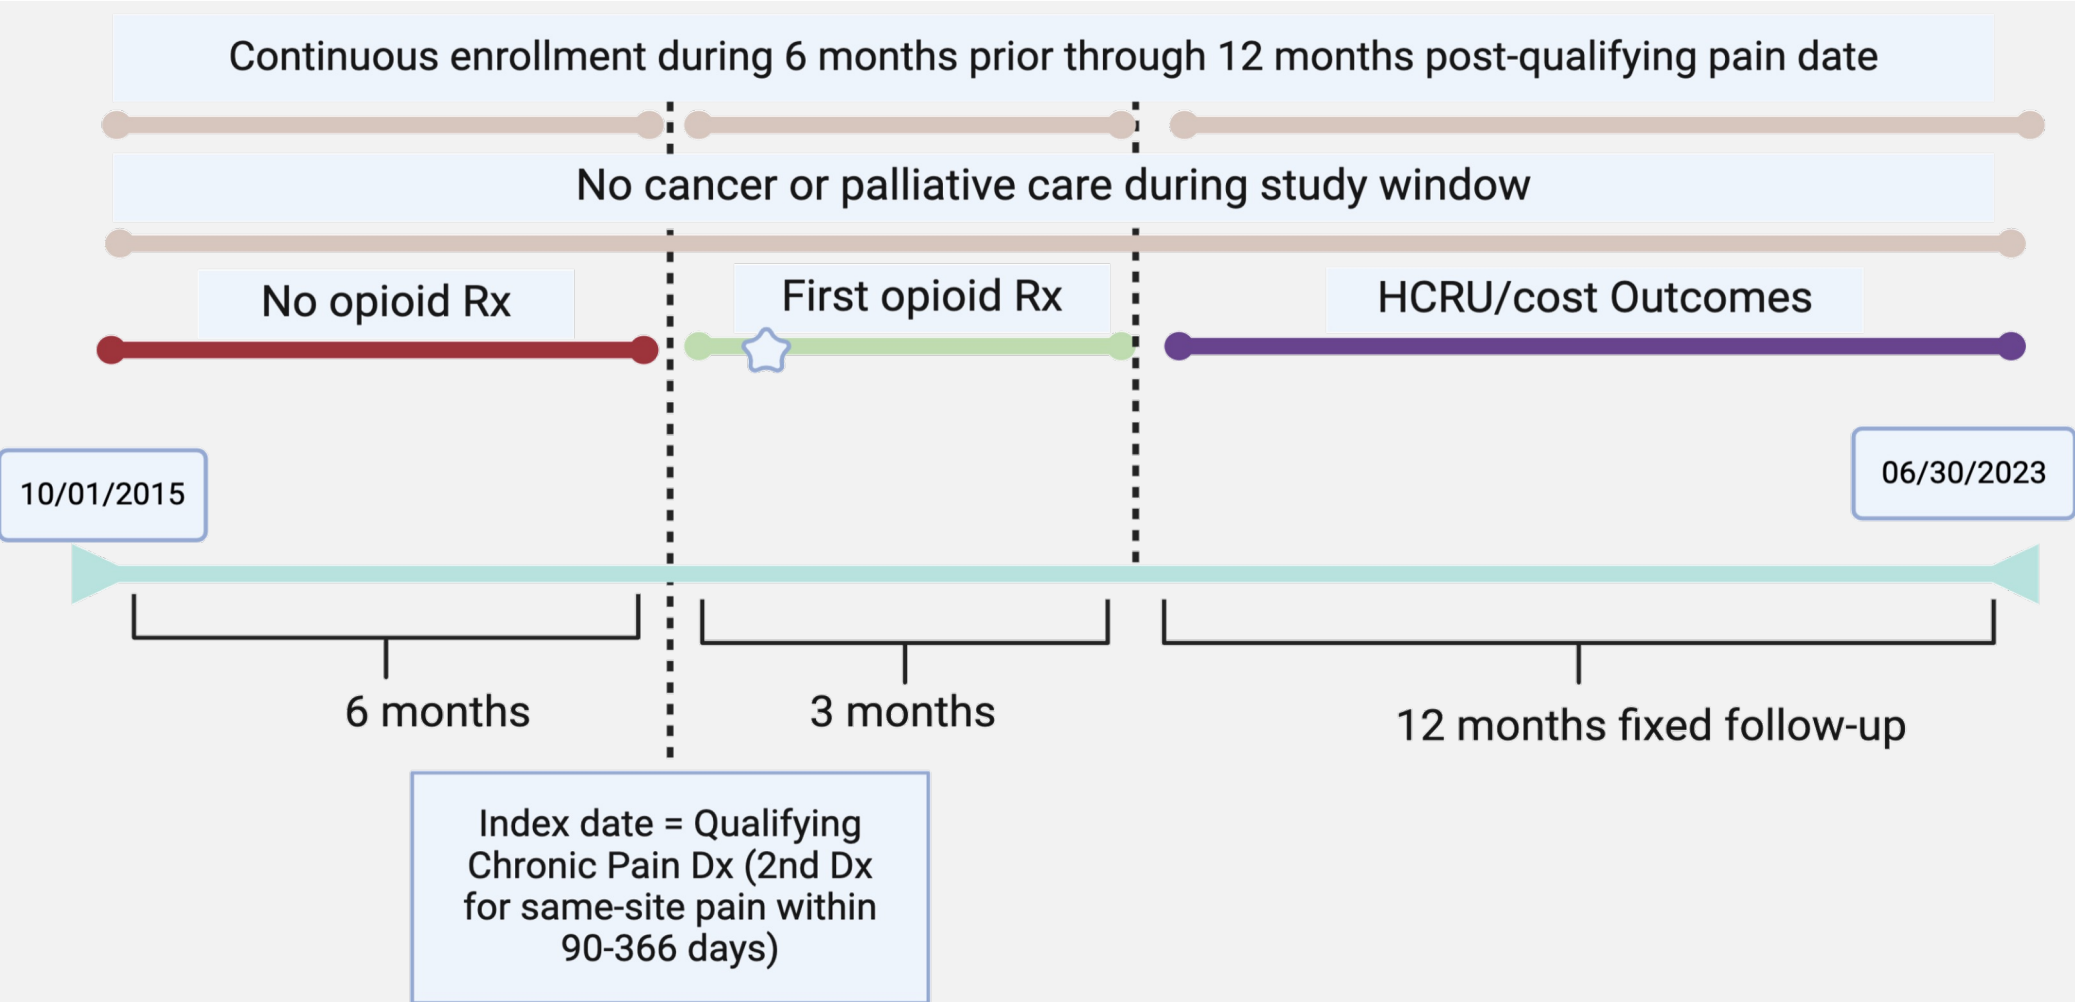 Continuous enrollment during 6 months prior through 12 months post-qualifying pain date
No cancer or palliative care during study window
No opioid Rx
First opioid Rx
HCRU/cost Outcomes
10/01/2015
06/30/2023
6 months
3 months
12 months fixed follow-up
Index date = Qualifying
Chronic Pain Dx (2nd Dx
for same-site pain within
90-366 days)